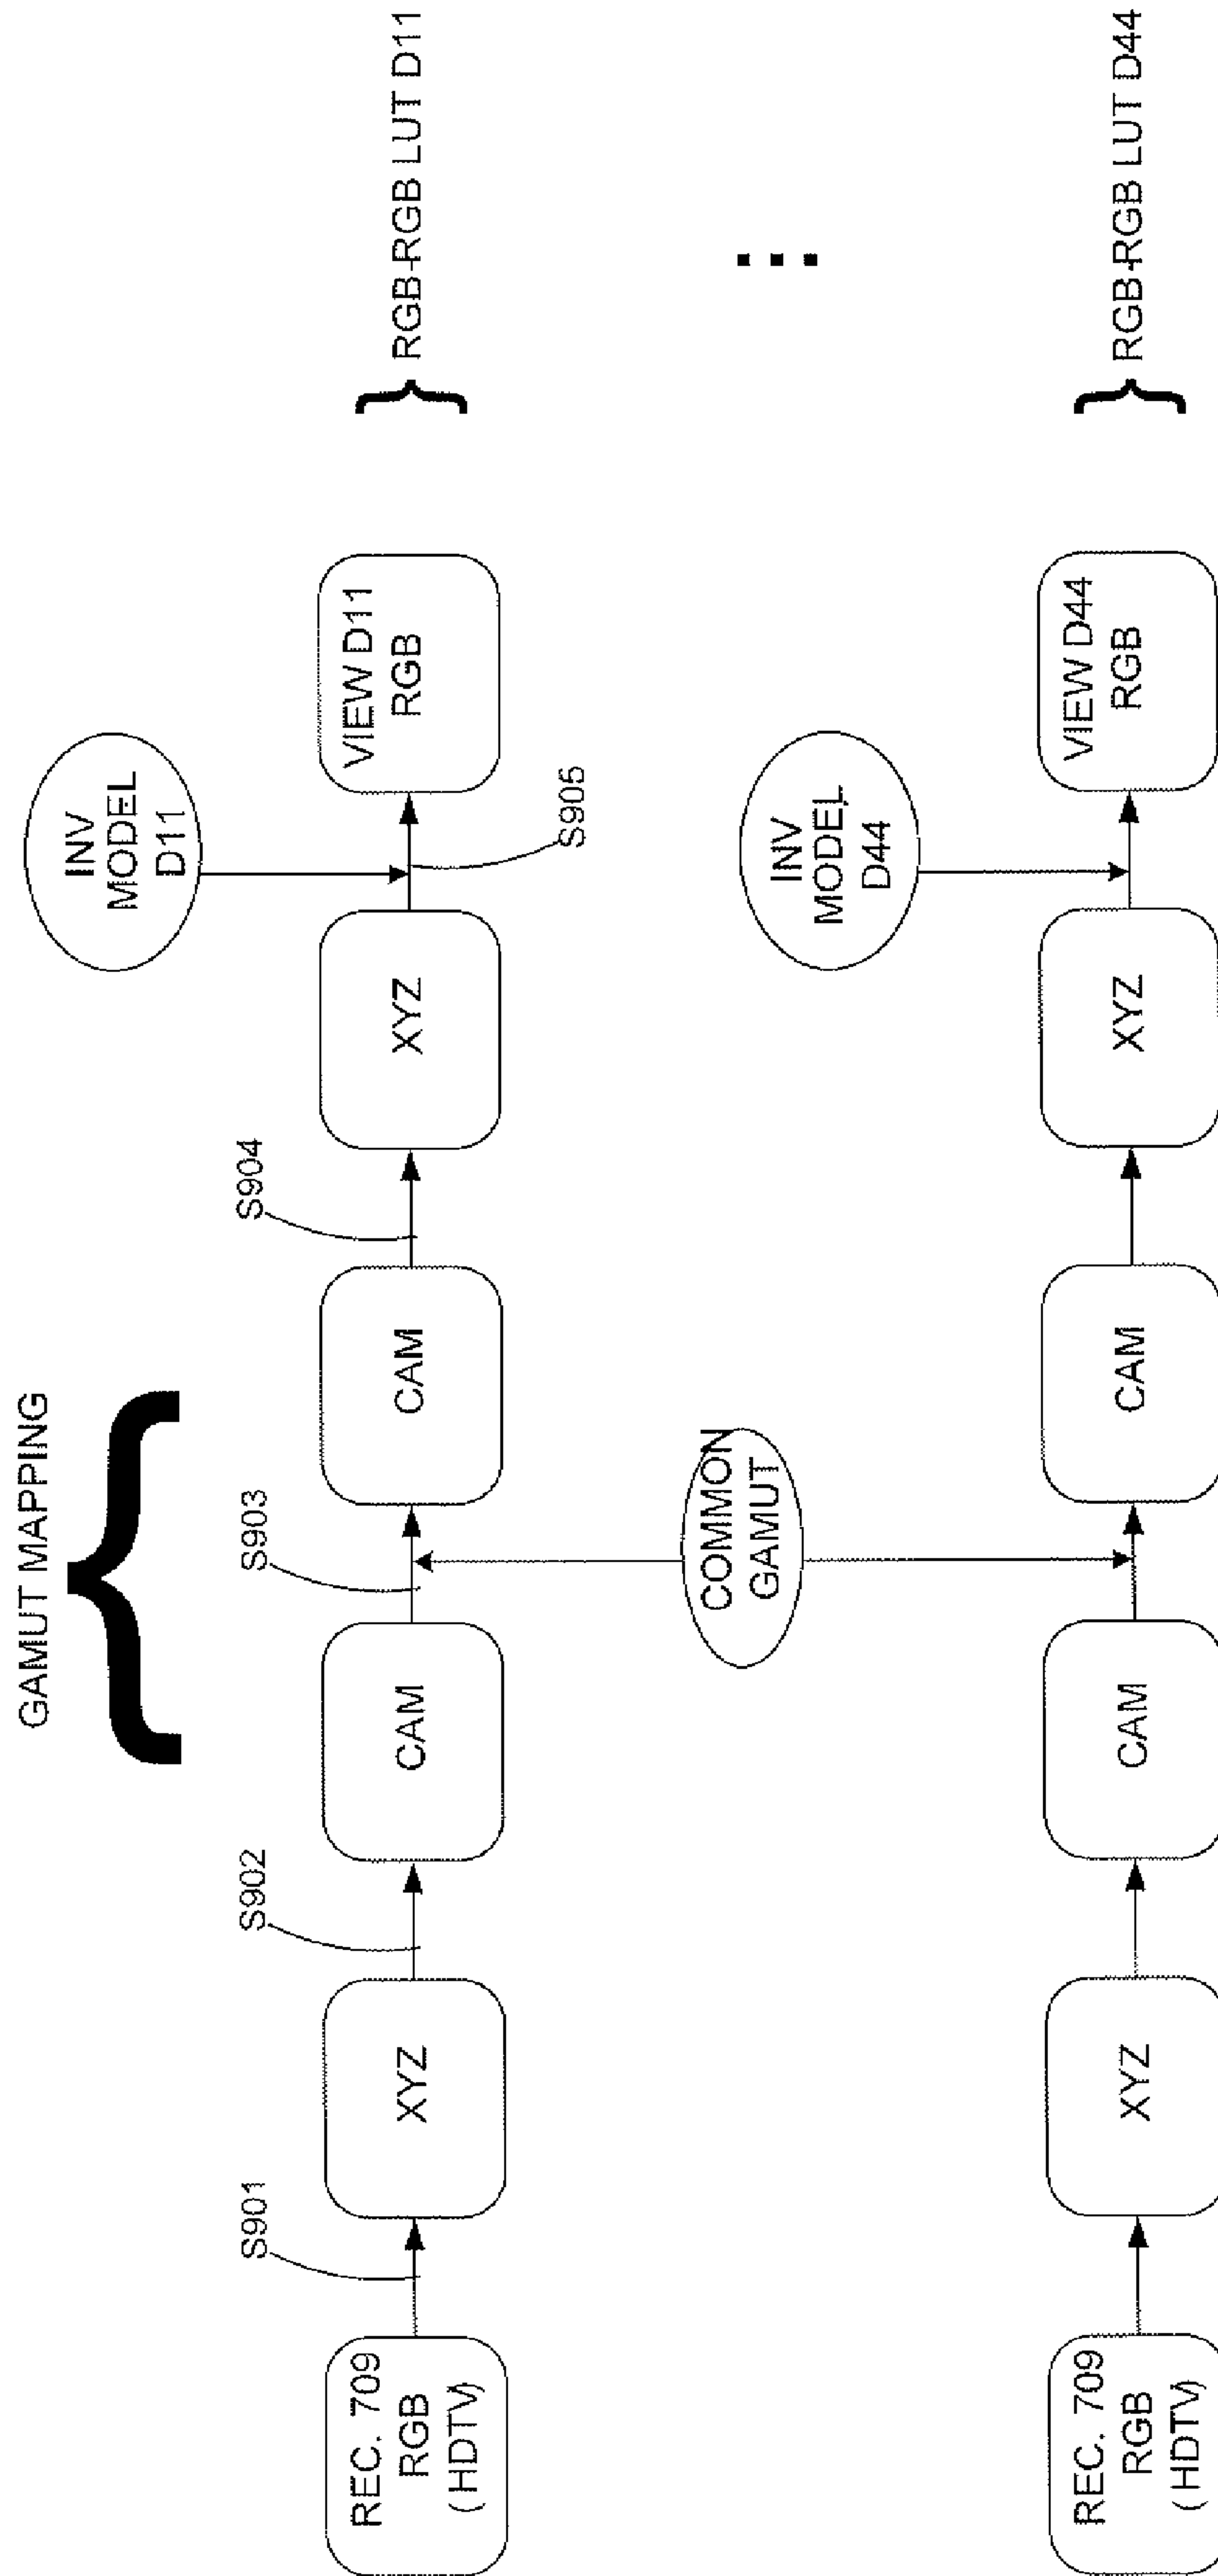 GAMUT MAPPING
INV
MODEL
D11
S901
S902
S903
S904
S905
REC. 709
RGB
( HDTV)
XYZ
CAM
CAM
XYZ
VIEW D11
RGB
RGB-RGB LUT D11
COMMON
GAMUT
INV
MODEL
D44
...
REC. 709
RGB
( HDTV)
XYZ
CAM
CAM
XYZ
VIEW D44
RGB
RGB-RGB LUT D44